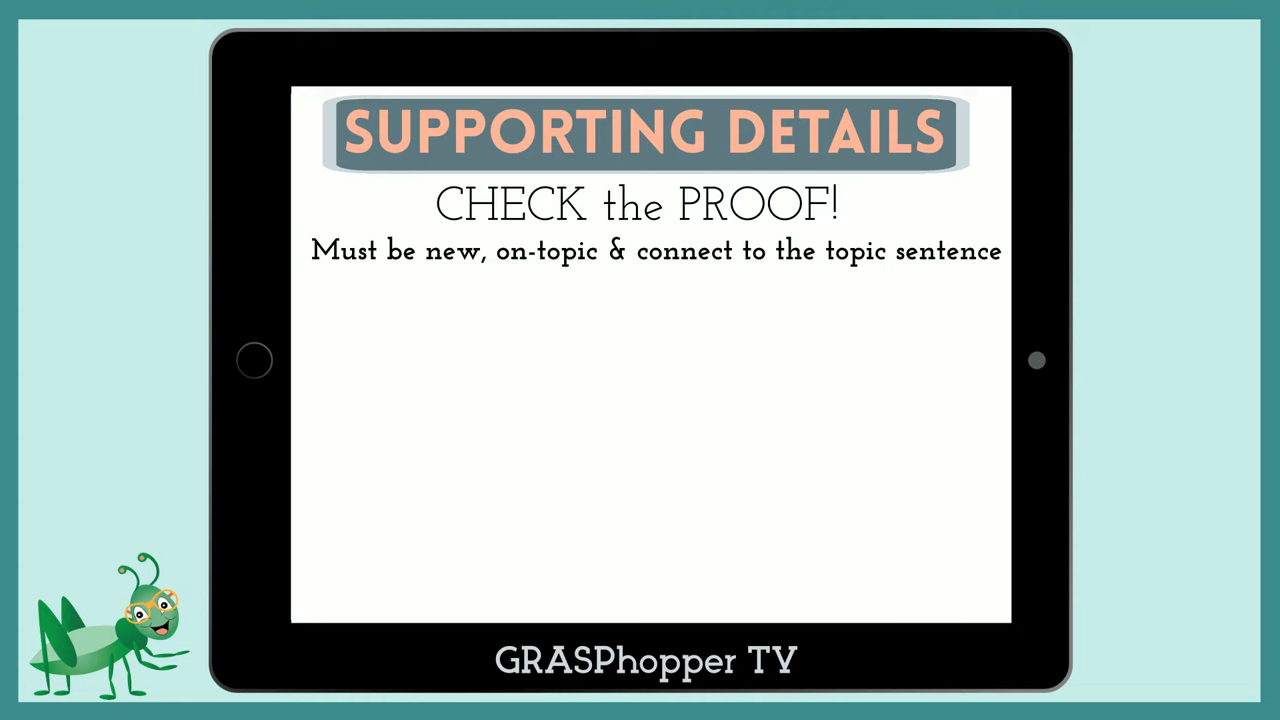 SUPPORTING DETAILS
CHECK the PROOF!
Must be new, on-topic & connect to the topic sentence
GRASPhopper TV